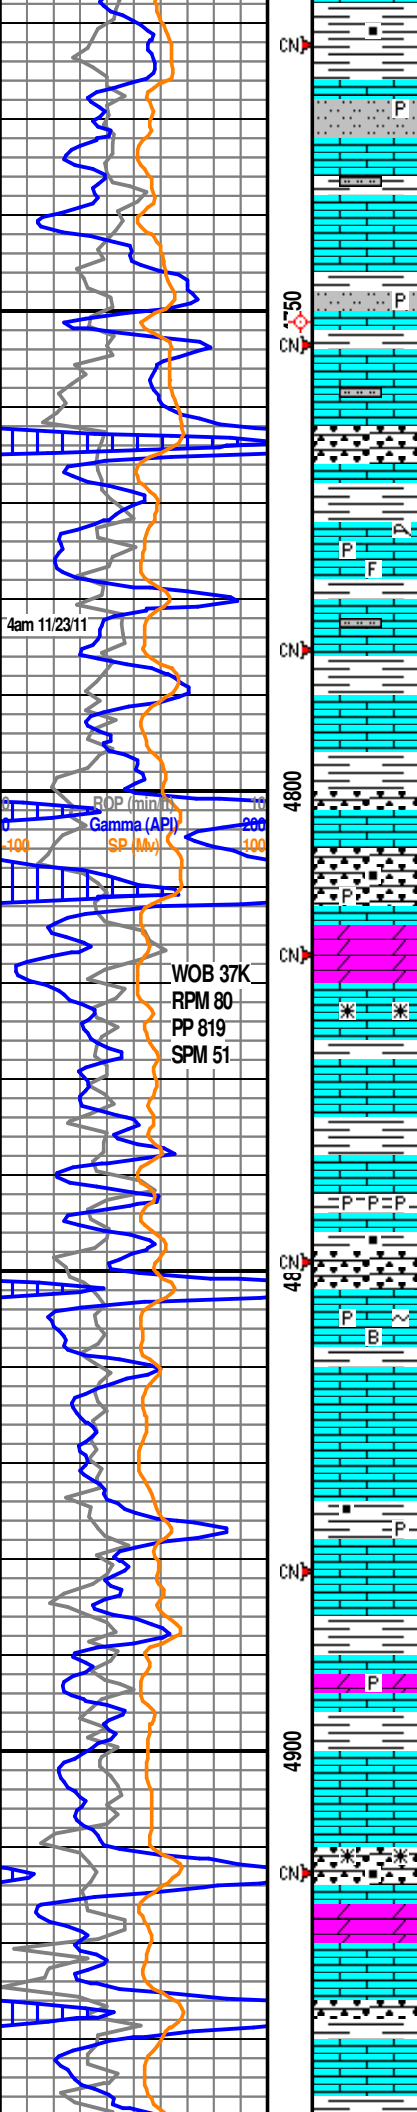 CN
P
4750
P
CN
A
P
F
4am 11/23/11
CN
4800
0 ROP (min/ft) 10
0 Gamma (API) 200
-100 SP (Mv) 100
P
CN
WOB 37K
RPM 80
PP 819
SPM 51
P P P
CN
P
B
P
CN
P
4900
CN